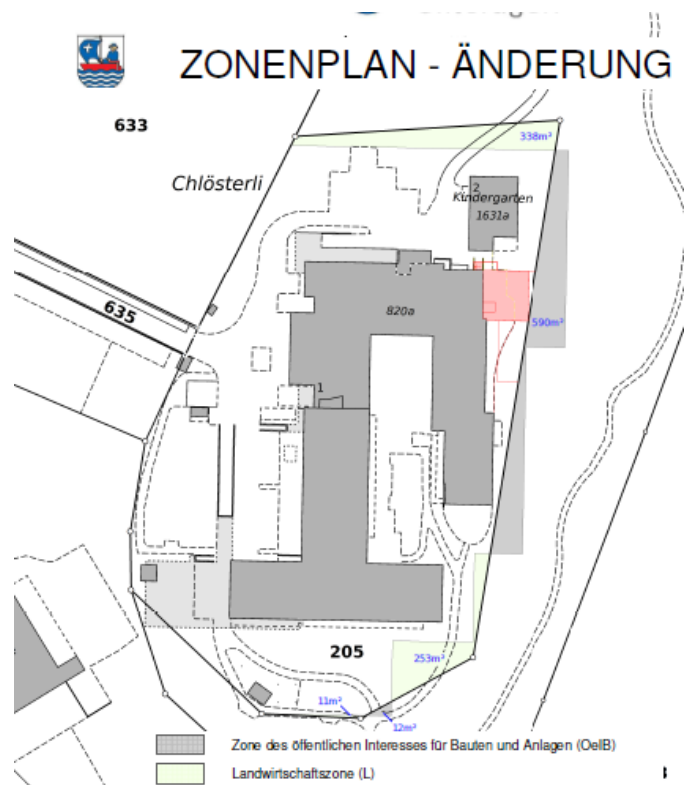 ZONENPLAN - ÄNDERUNG
633
338m²
Chlösterli
2
Kindergarten
1631a
635
820a
590m²
1
205
253m²
11m²
12m²
Zone des öffentlichen Interesses für Bauten und Anlagen (OeIB)
Landwirtschaftszone (L)